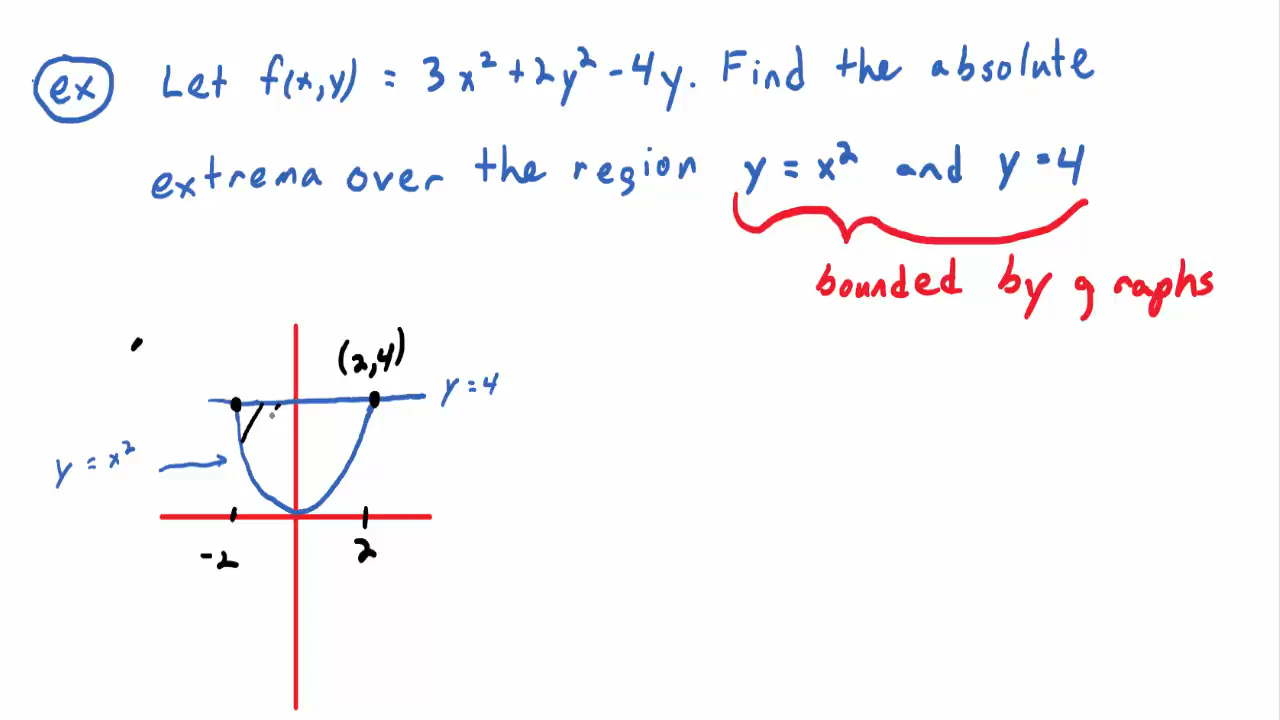 ex Let f(x,y) = 3x² + 2y² - 4y. Find the absolute
extrema over the region y = x² and y = 4
bounded by graphs
(2,4)
y = 4
y = x²
-2 2